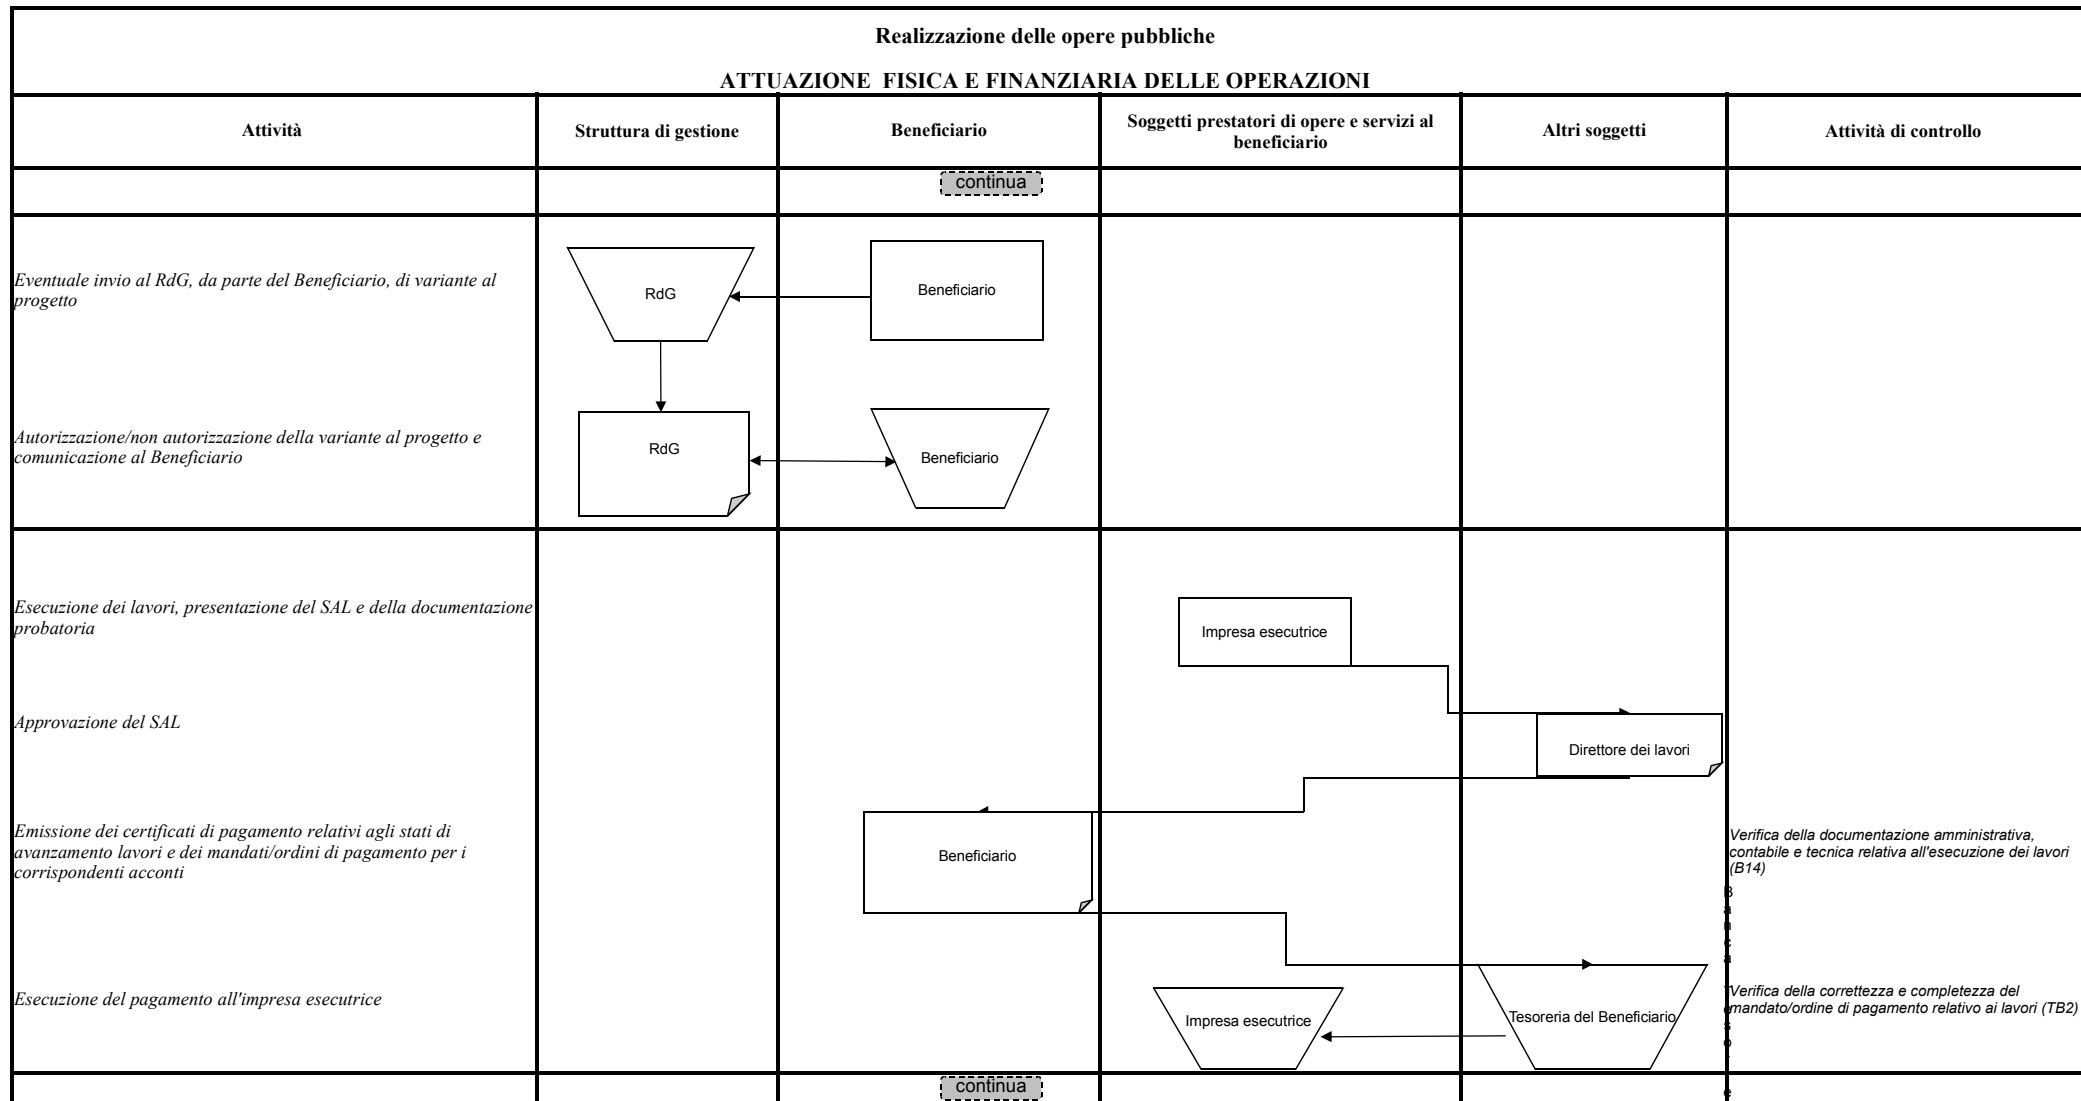 Realizzazione delle opere pubbliche
ATTUAZIONE FISICA E FINANZIARIA DELLE OPERAZIONI
Attività
Struttura di gestione
Beneficiario
Soggetti prestatori di opere e servizi al
beneficiario
Altri soggetti
Attività di controllo
continua
Eventuale invio al RdG, da parte del Beneficiario, di variante al
progetto
RdG
Beneficiario
Autorizzazione/non autorizzazione della variante al progetto e
comunicazione al Beneficiario
RdG
Beneficiario
Esecuzione dei lavori, presentazione del SAL e della documentazione
probatoria
Impresa esecutrice
Approvazione del SAL
Direttore dei lavori
Emissione dei certificati di pagamento relativi agli stati di
avanzamento lavori e dei mandati/ordini di pagamento per i
corrispondenti acconti
Beneficiario
Verifica della documentazione amministrativa,
contabile e tecnica relativa all'esecuzione dei lavori
(B14)
Esecuzione del pagamento all'impresa esecutrice
Impresa esecutrice
Tesoreria del Beneficiario
Verifica della correttezza e completezza del
mandato/ordine di pagamento relativo ai lavori (TB2)
continua